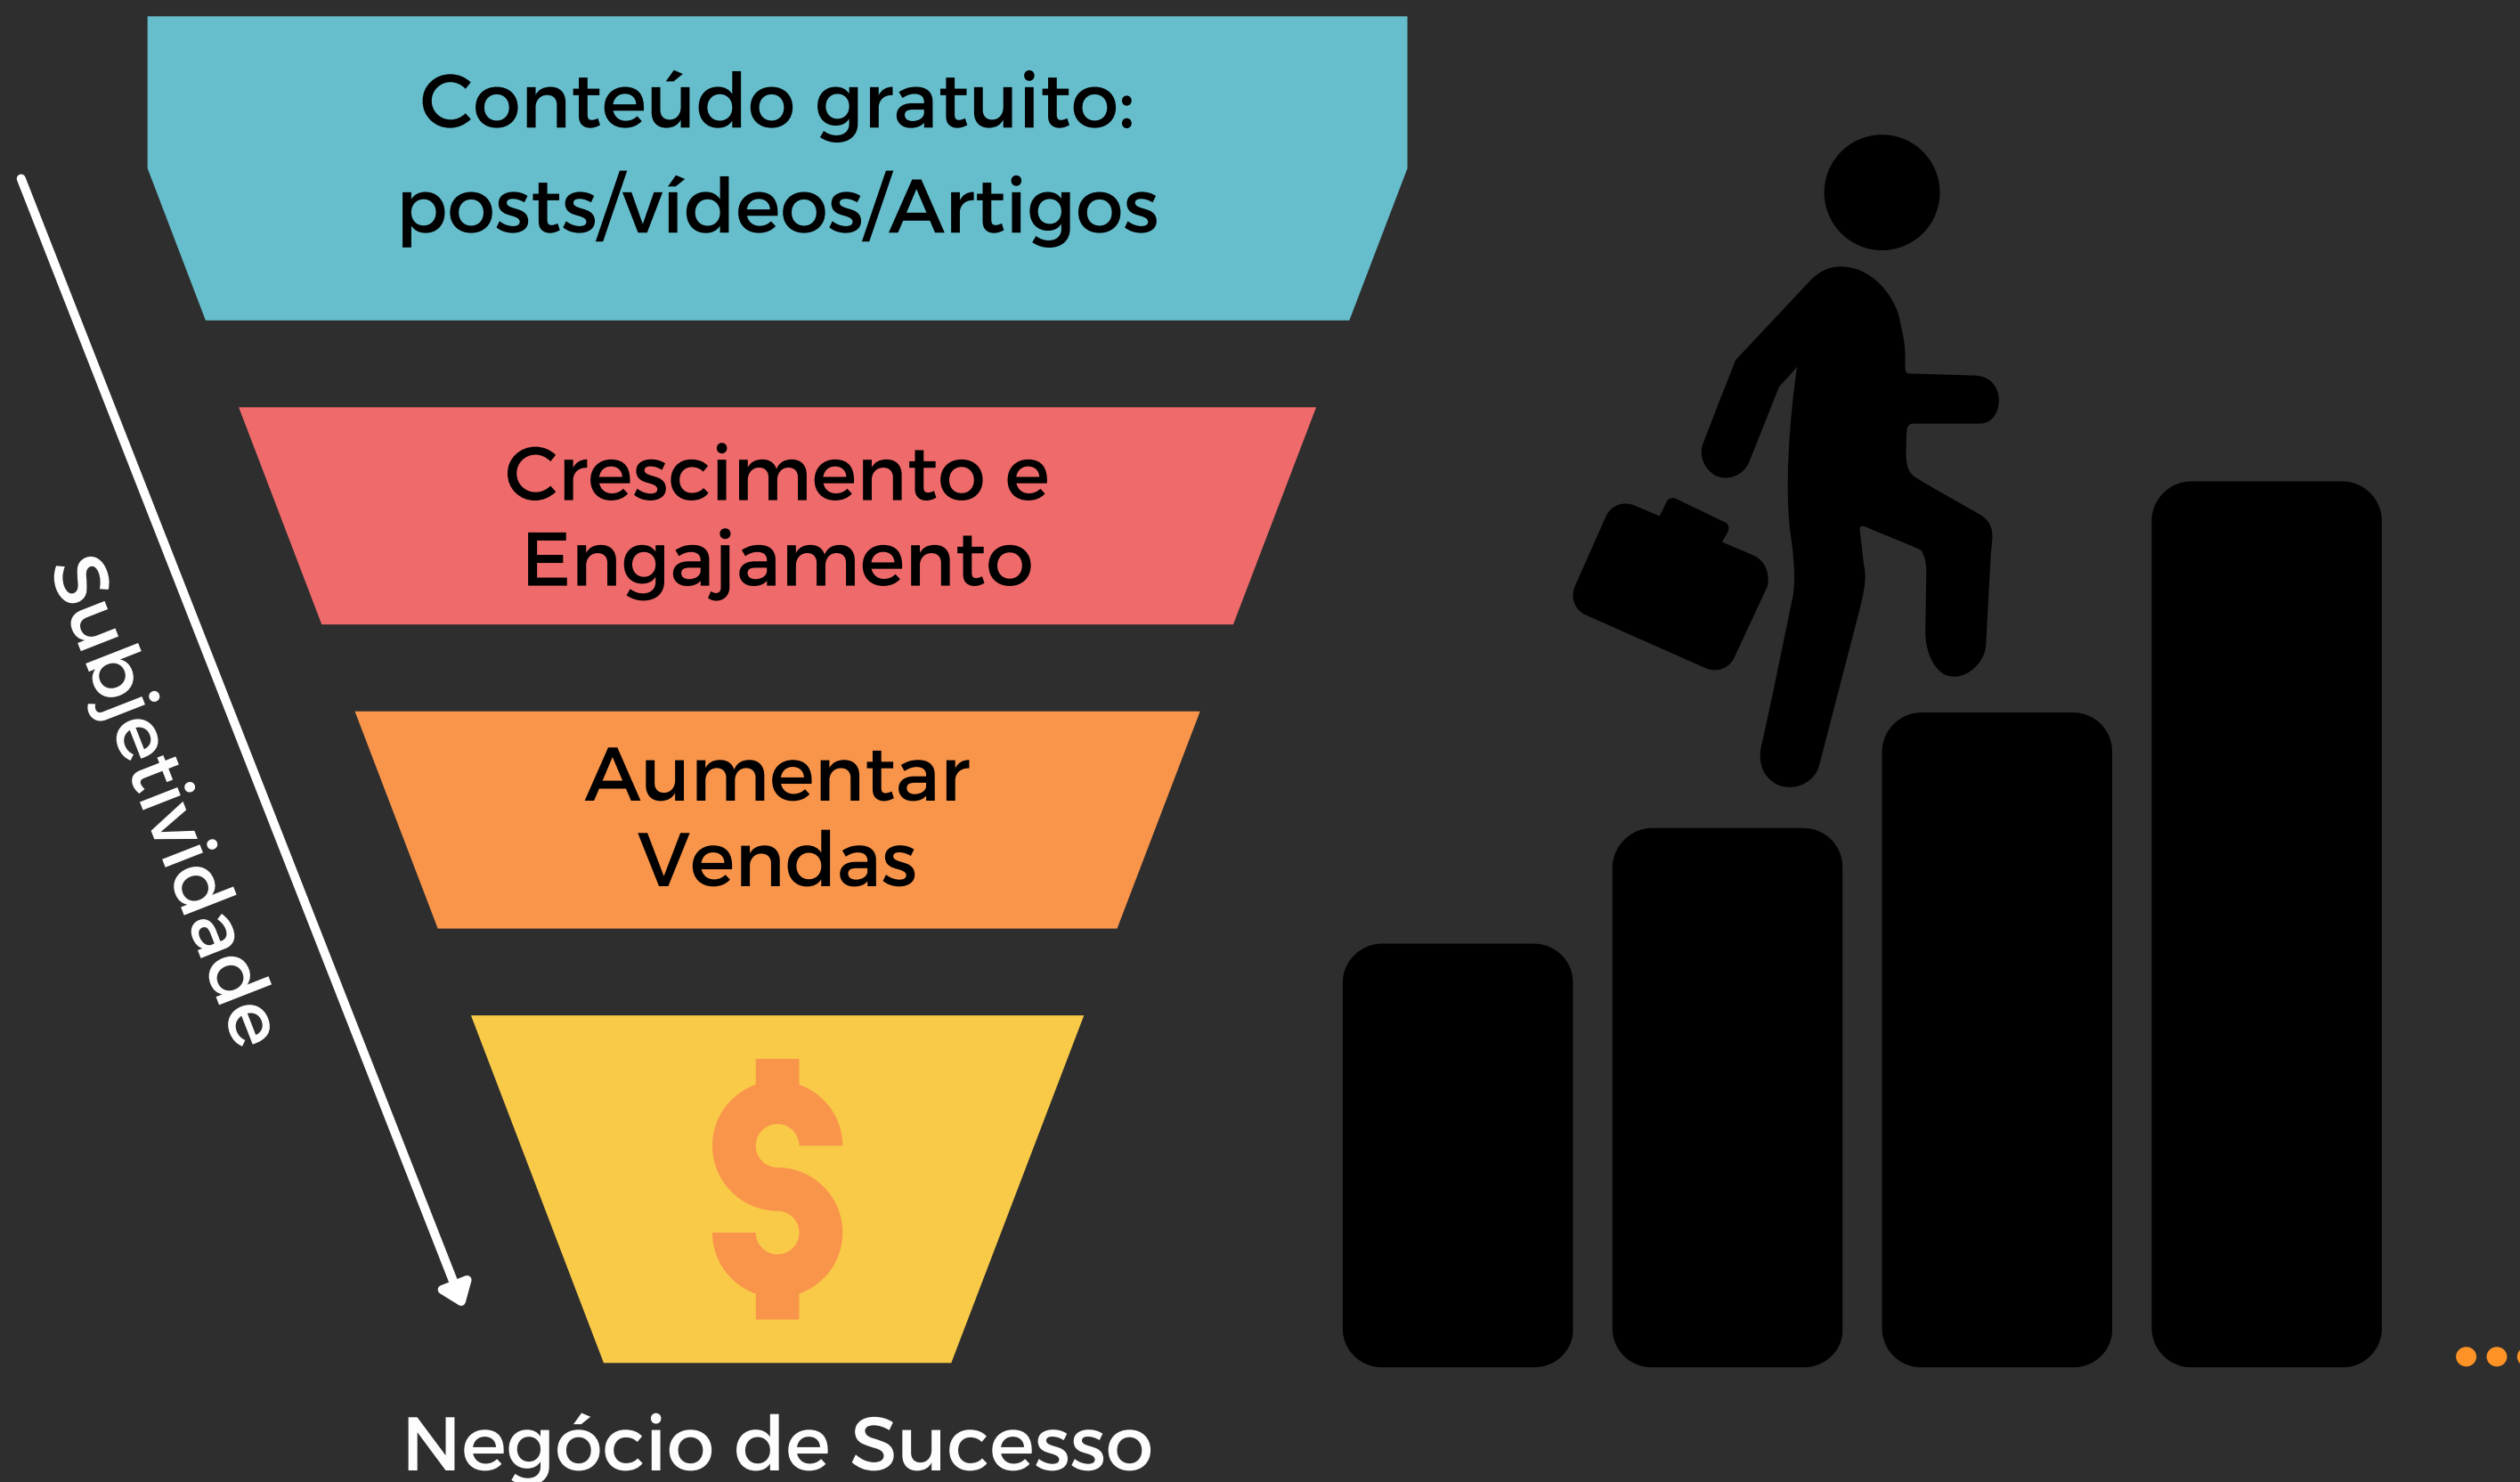 Conteúdo gratuito:
posts/vídeos/Artigos
Crescimento e
Engajamento
Aumentar
Vendas
$
Subjetividade
Negócio de Sucesso